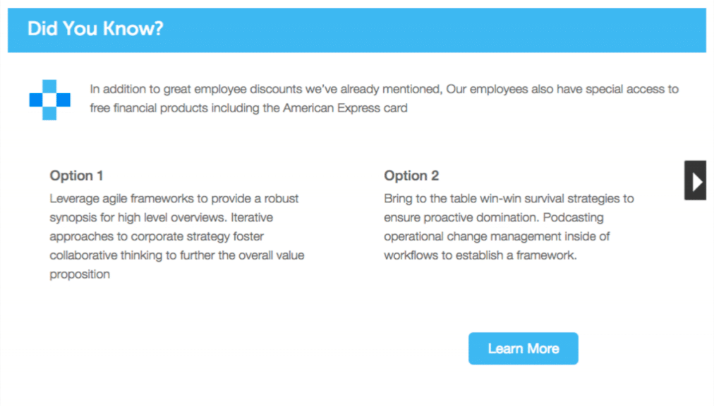 Did You Know?
In addition to great employee discounts we've already mentioned, Our employees also have special access to
free financial products including the American Express card
Option 1
Leverage agile frameworks to provide a robust
synopsis for high level overviews. Iterative
approaches to corporate strategy foster
collaborative thinking to further the overall value
proposition
Option 2
Bring to the table win-win survival strategies to
ensure proactive domination. Podcasting
operational change management inside of
workflows to establish a framework.
Learn More